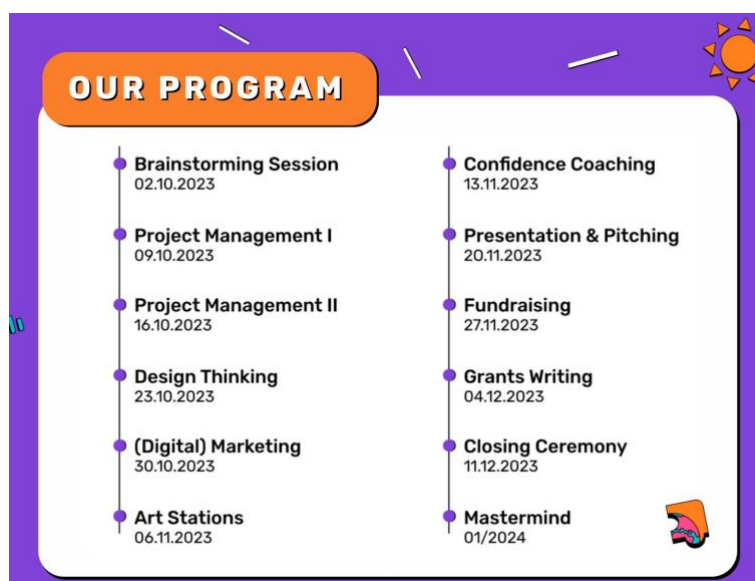 OUR PROGRAM
Brainstorming Session
02.10.2023
Project Management I
09.10.2023
Project Management II
16.10.2023
Design Thinking
23.10.2023
(Digital) Marketing
30.10.2023
Art Stations
06.11.2023
Confidence Coaching
13.11.2023
Presentation & Pitching
20.11.2023
Fundraising
27.11.2023
Grants Writing
04.12.2023
Closing Ceremony
11.12.2023
Mastermind
01/2024